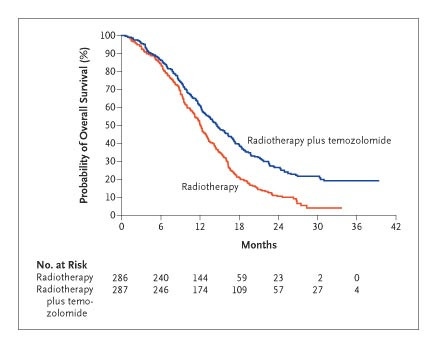 100
90
80
70
60
50
40
30
20
10
0
Probability of Overall Survival (%)
Radiotherapy plus temozolomide
Radiotherapy
0 6 12 18 24 30 36 42
Months
No. at Risk
Radiotherapy 286 240 144 59 23 2 0
Radiotherapy 287 246 174 109 57 27 4
plus temo-
zolomide